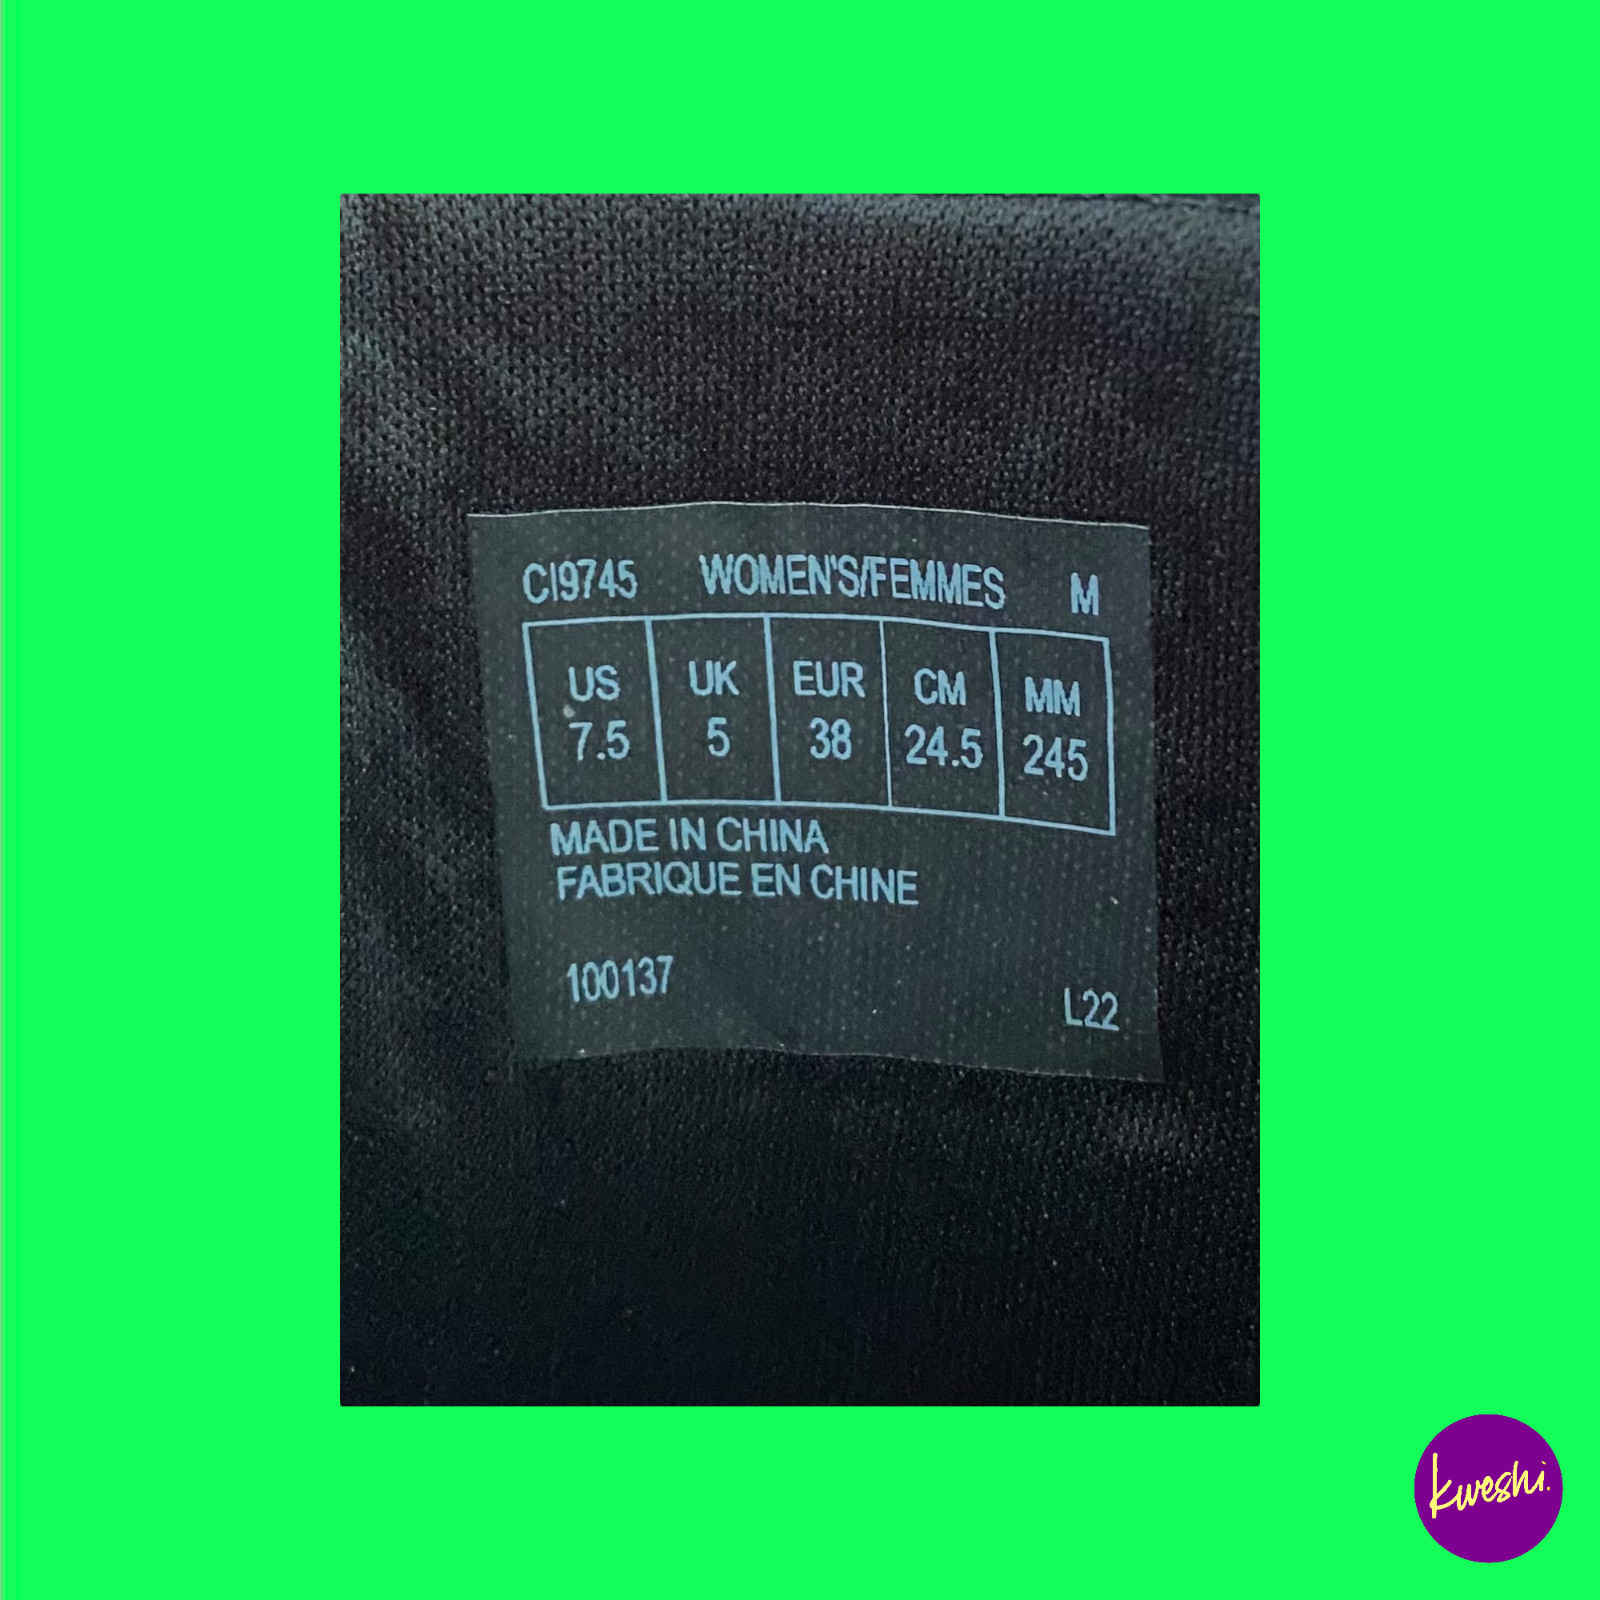 CI9745 WOMEN'S/FEMMES M
US UK EUR CM MM
7.5 5 38 24.5 245
MADE IN CHINA
FABRIQUE EN CHINE
100137 L22
kweshi.